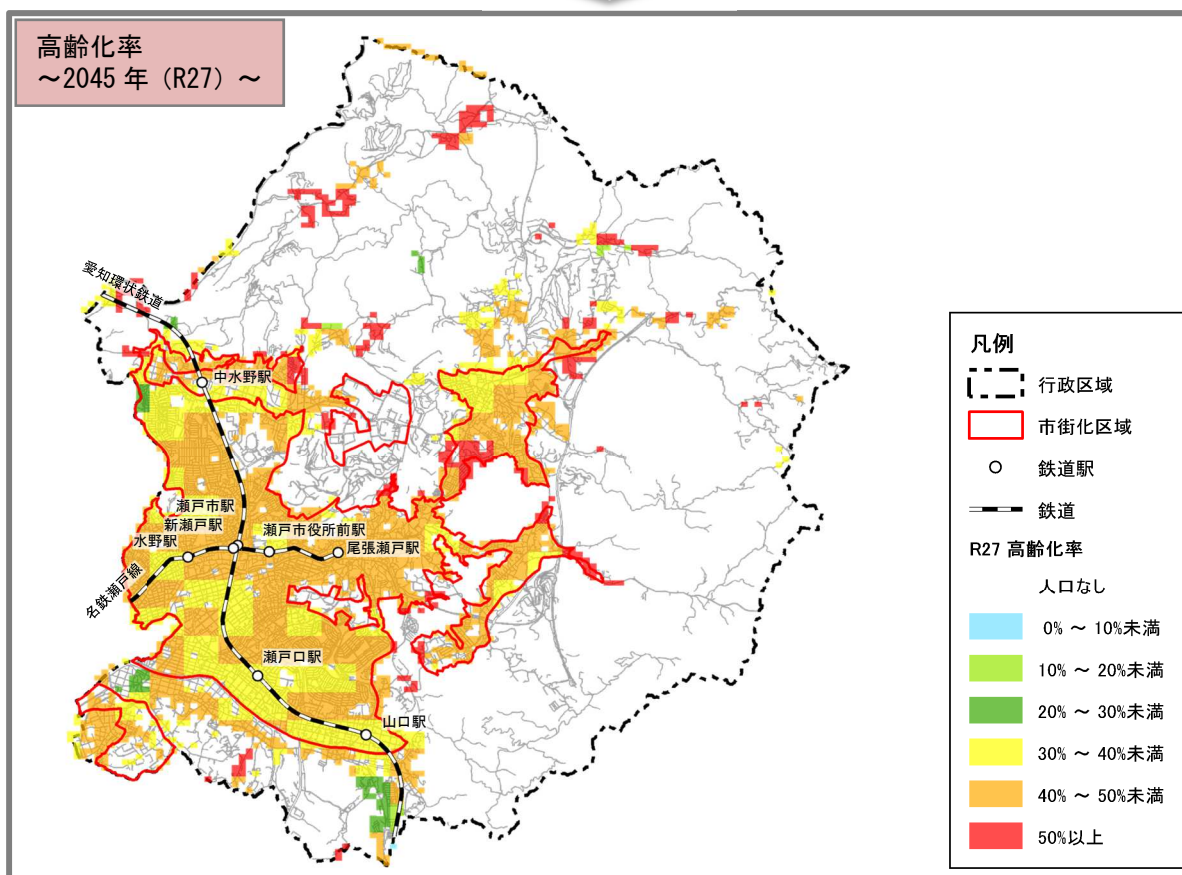 高齢化率
～2045年（R27）～
愛知環状鉄道
中水野駅
瀬戸市駅
新瀬戸駅
瀬戸市役所前駅
水野駅
尾張瀬戸駅
名鉄瀬戸線
瀬戸口駅
山口駅
凡例
行政区域
市街化区域
鉄道駅
鉄道
R27 高齢化率
人口なし
0% ～ 10%未満
10% ～ 20%未満
20% ～ 30%未満
30% ～ 40%未満
40% ～ 50%未満
50%以上